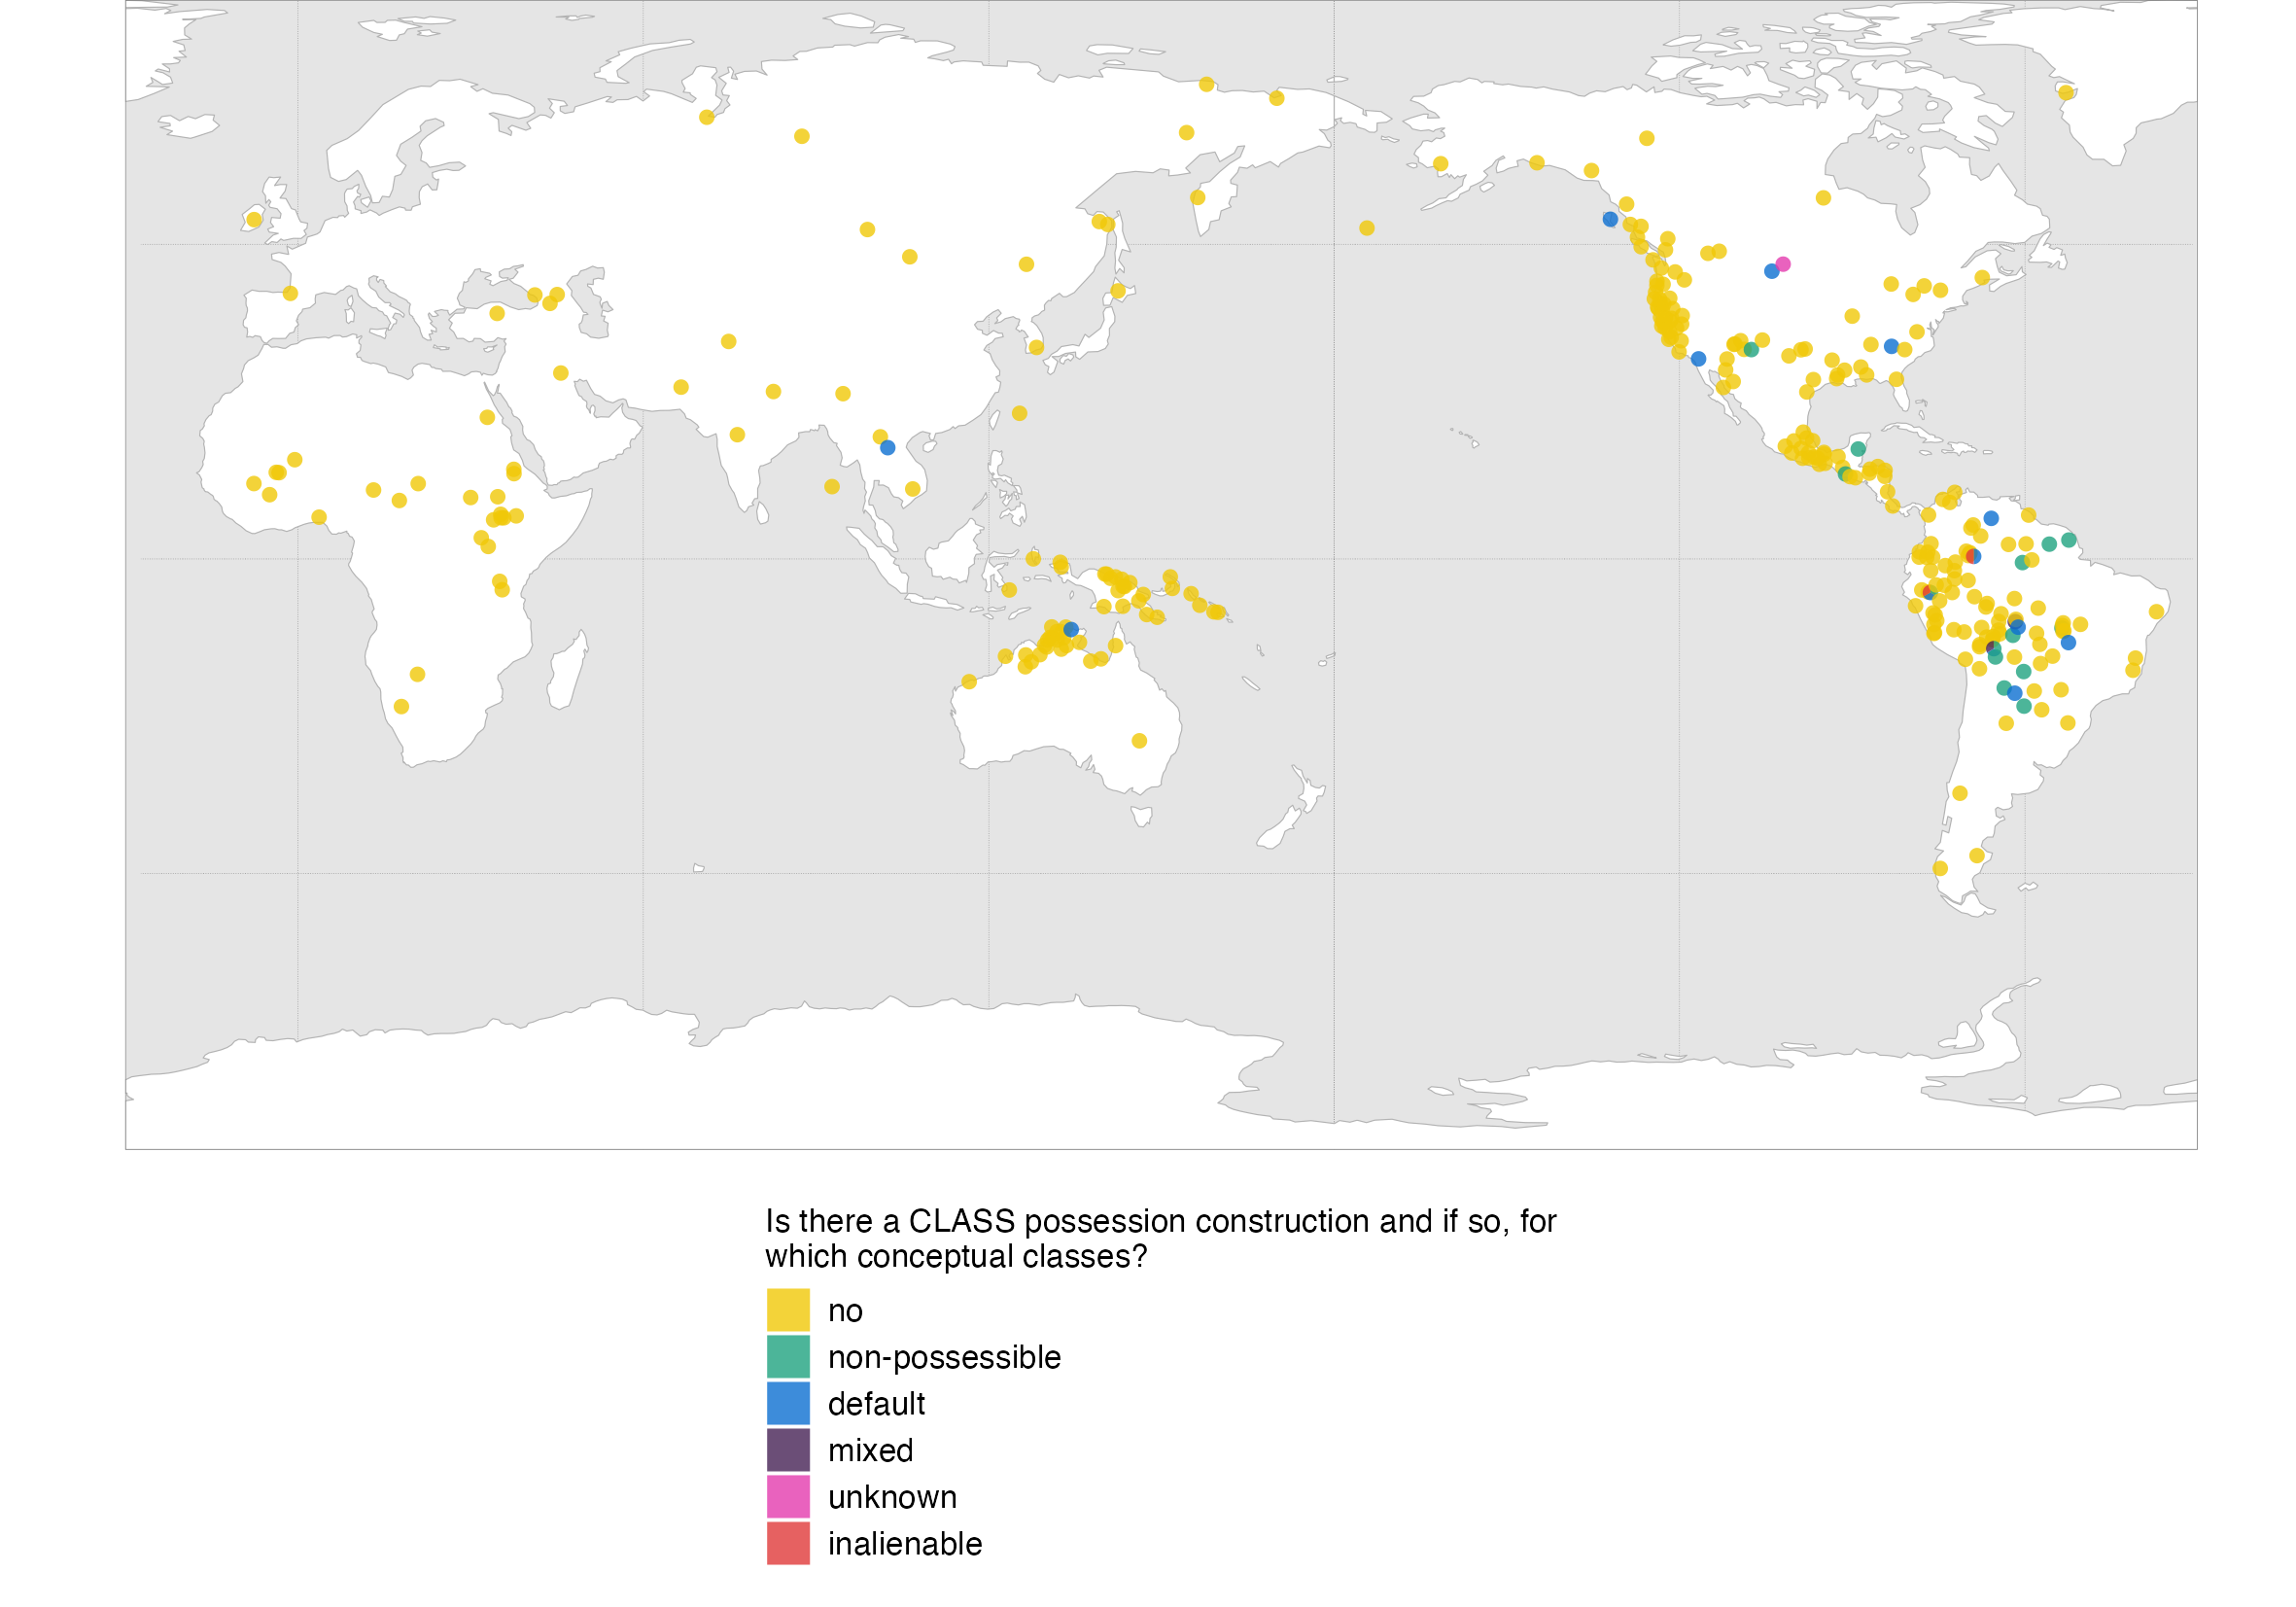 Is there a CLASS possession construction and if so, for
which conceptual classes?
no
non-possessible
default
mixed
unknown
inalienable